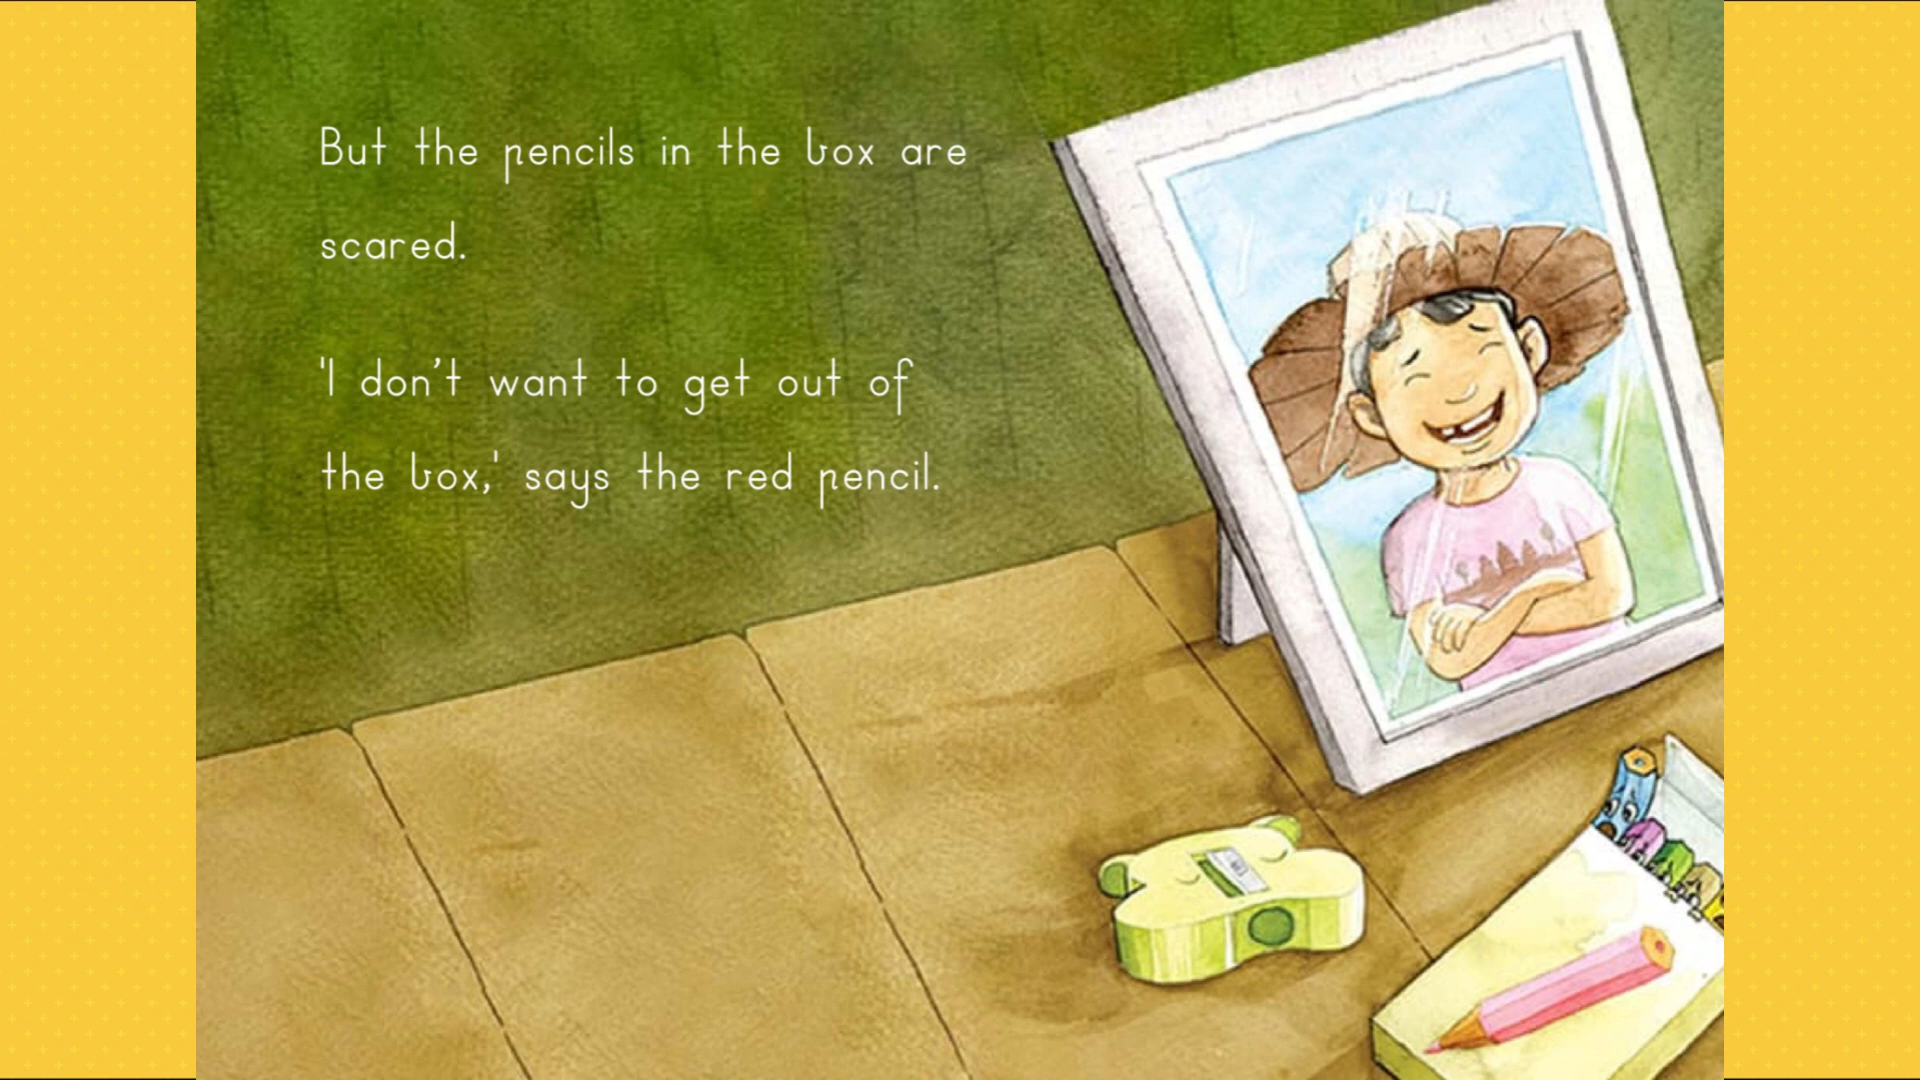 But the pencils in the box are
scared.
'I don’t want to get out of
the box,' says the red pencil.